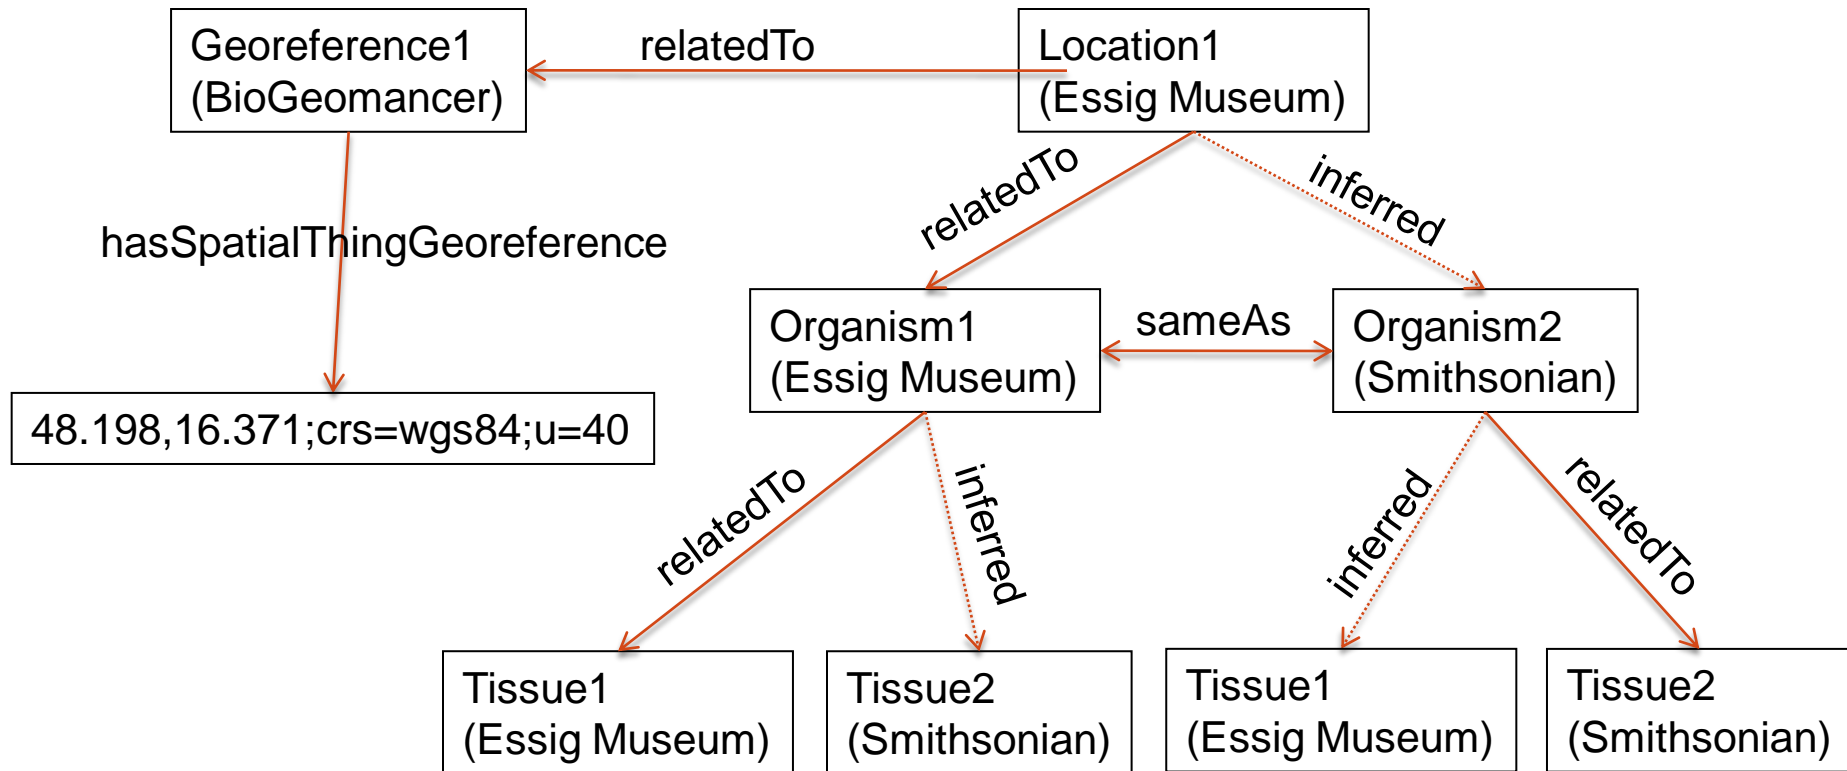 Georeference1
(BioGeomancer)
relatedTo
Location1
(Essig Museum)
hasSpatialThingGeoreference
relatedTo
inferred
48.198,16.371;crs=wgs84;u=40
Organism1
(Essig Museum)
sameAs
Organism2
(Smithsonian)
relatedTo
inferred
inferred
relatedTo
Tissue1
(Essig Museum)
Tissue2
(Smithsonian)
Tissue1
(Essig Museum)
Tissue2
(Smithsonian)